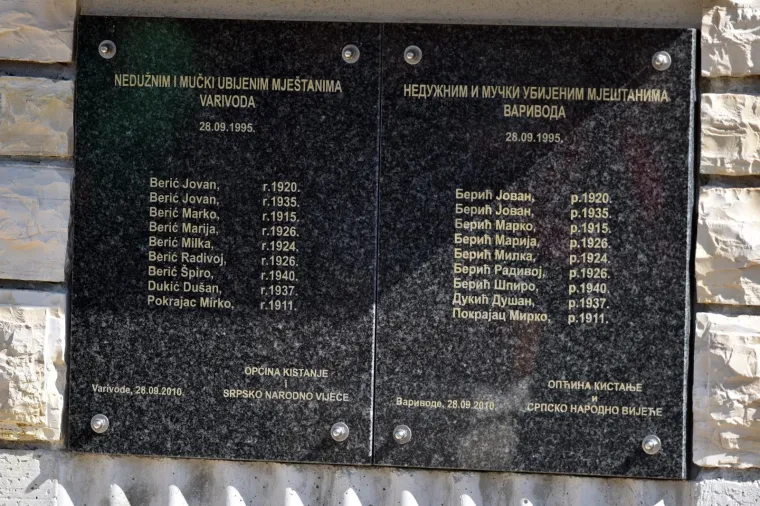 NEDUŽNIM I MUČKI UBIJENIM MJEŠTANIMA
VARIVODA
28.09.1995.
Berić Jovan, r.1920.
Berić Jovan, r.1935.
Berić Marko, r.1915.
Berić Marija, r.1926.
Berić Milka, r.1924.
Berić Radivoj, r.1926.
Berić Špiro, r.1940.
Dukić Dušan, r.1937.
Pokrajac Mirko, r.1911.
OPĆINA KISTANJE
I
SRPSKO NARODNO VIJEĆE
Varivode, 28.09.2010.
НЕДУЖНИМ И МУЧКИ УБИЈЕНИМ МЈЕШТАНИМА
ВАРИВОДА
28.09.1995.
Берић Јован, р.1920.
Берић Јован, р.1935.
Берић Марко, р.1915.
Берић Марија, р.1926.
Берић Милка, р.1924.
Берић Радивој, р.1926.
Берић Шпиро, р.1940.
Дукић Душан, р.1937.
Покрајац Мирко, р.1911.
ОПЋИНА КИСТАЊЕ
и
СРПСКО НАРОДНО ВИЈЕЋЕ
Вариводе, 28.09.2010.